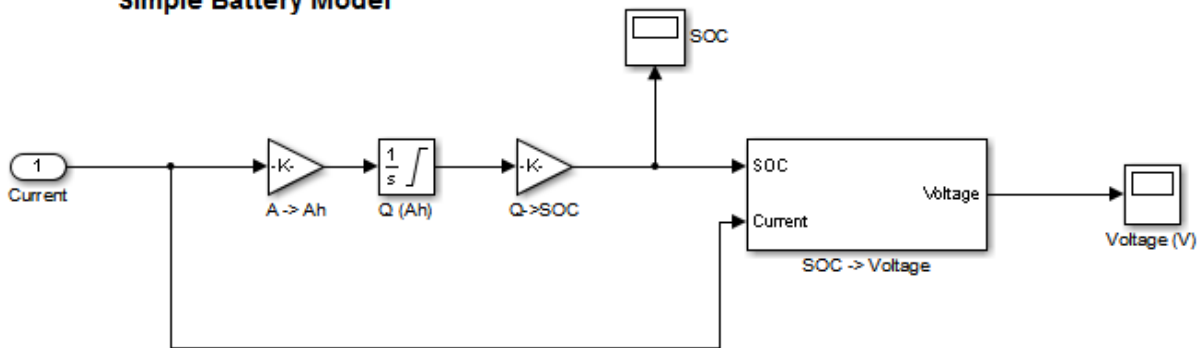 Simple Battery Model
SOC
1
Current
-K-
A -> Ah
1
s
Q (Ah)
-K-
Q->SOC
SOC
Current
Voltage
SOC -> Voltage
Voltage (V)